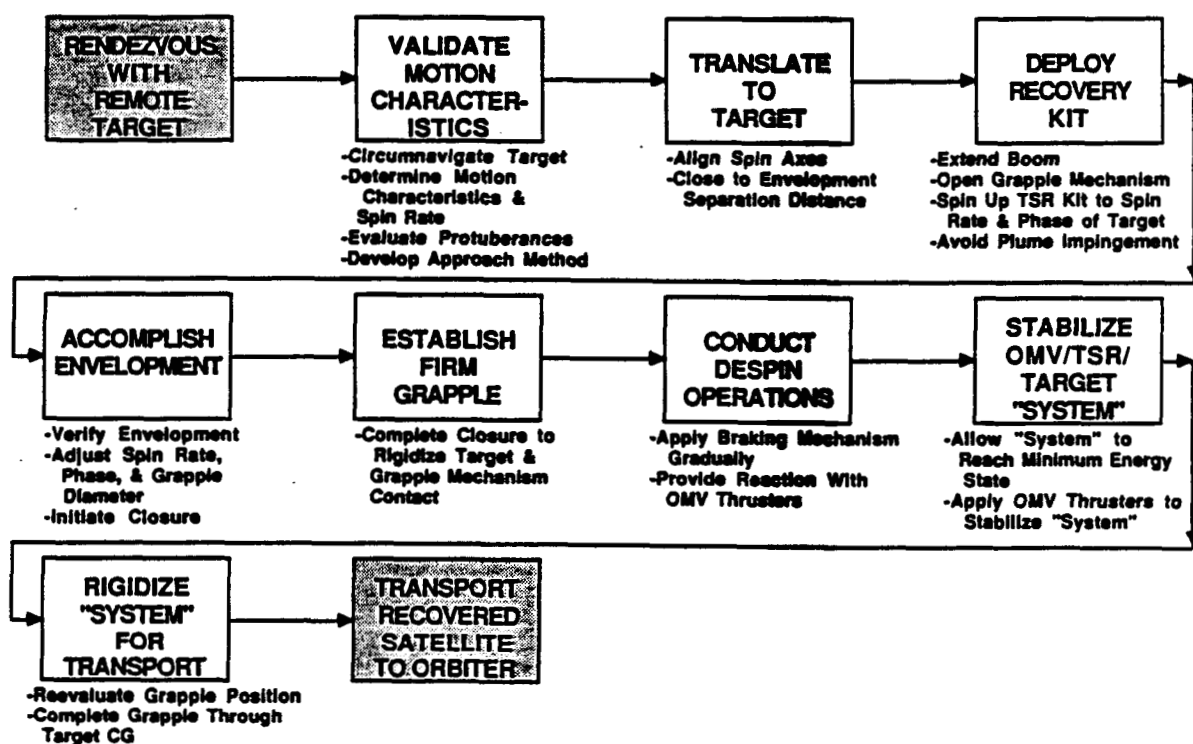 RENDEZVOUS
WITH
REMOTE
TARGET
VALIDATE
MOTION
CHARACTER-
ISTICS
-Circumnavigate Target
-Determine Motion
Characteristics &
Spin Rate
-Evaluate Protuberances
-Develop Approach Method
TRANSLATE
TO
TARGET
-Align Spin Axes
-Close to Envelopment
Separation Distance
DEPLOY
RECOVERY
KIT
-Extend Boom
-Open Grapple Mechanism
-Spin Up TSR Kit to Spin
Rate & Phase of Target
-Avoid Plume Impingement
ACCOMPLISH
ENVELOPMENT
-Verify Envelopment
-Adjust Spin Rate,
Phase, & Grapple
Diameter
-Initiate Closure
ESTABLISH
FIRM
GRAPPLE
-Complete Closure to
Rigidize Target &
Grapple Mechanism
Contact
CONDUCT
DESPIN
OPERATIONS
-Apply Braking Mechanism
Gradually
-Provide Reaction With
OMV Thrusters
STABILIZE
OMV/TSR/
TARGET
"SYSTEM"
-Allow "System" to
Reach Minimum Energy
State
-Apply OMV Thrusters to
Stabilize "System"
RIGIDIZE
"SYSTEM"
FOR
TRANSPORT
-Reevaluate Grapple Position
-Complete Grapple Through
Target CG
TRANSPORT
RECOVERED
SATELLITE
TO ORBITER